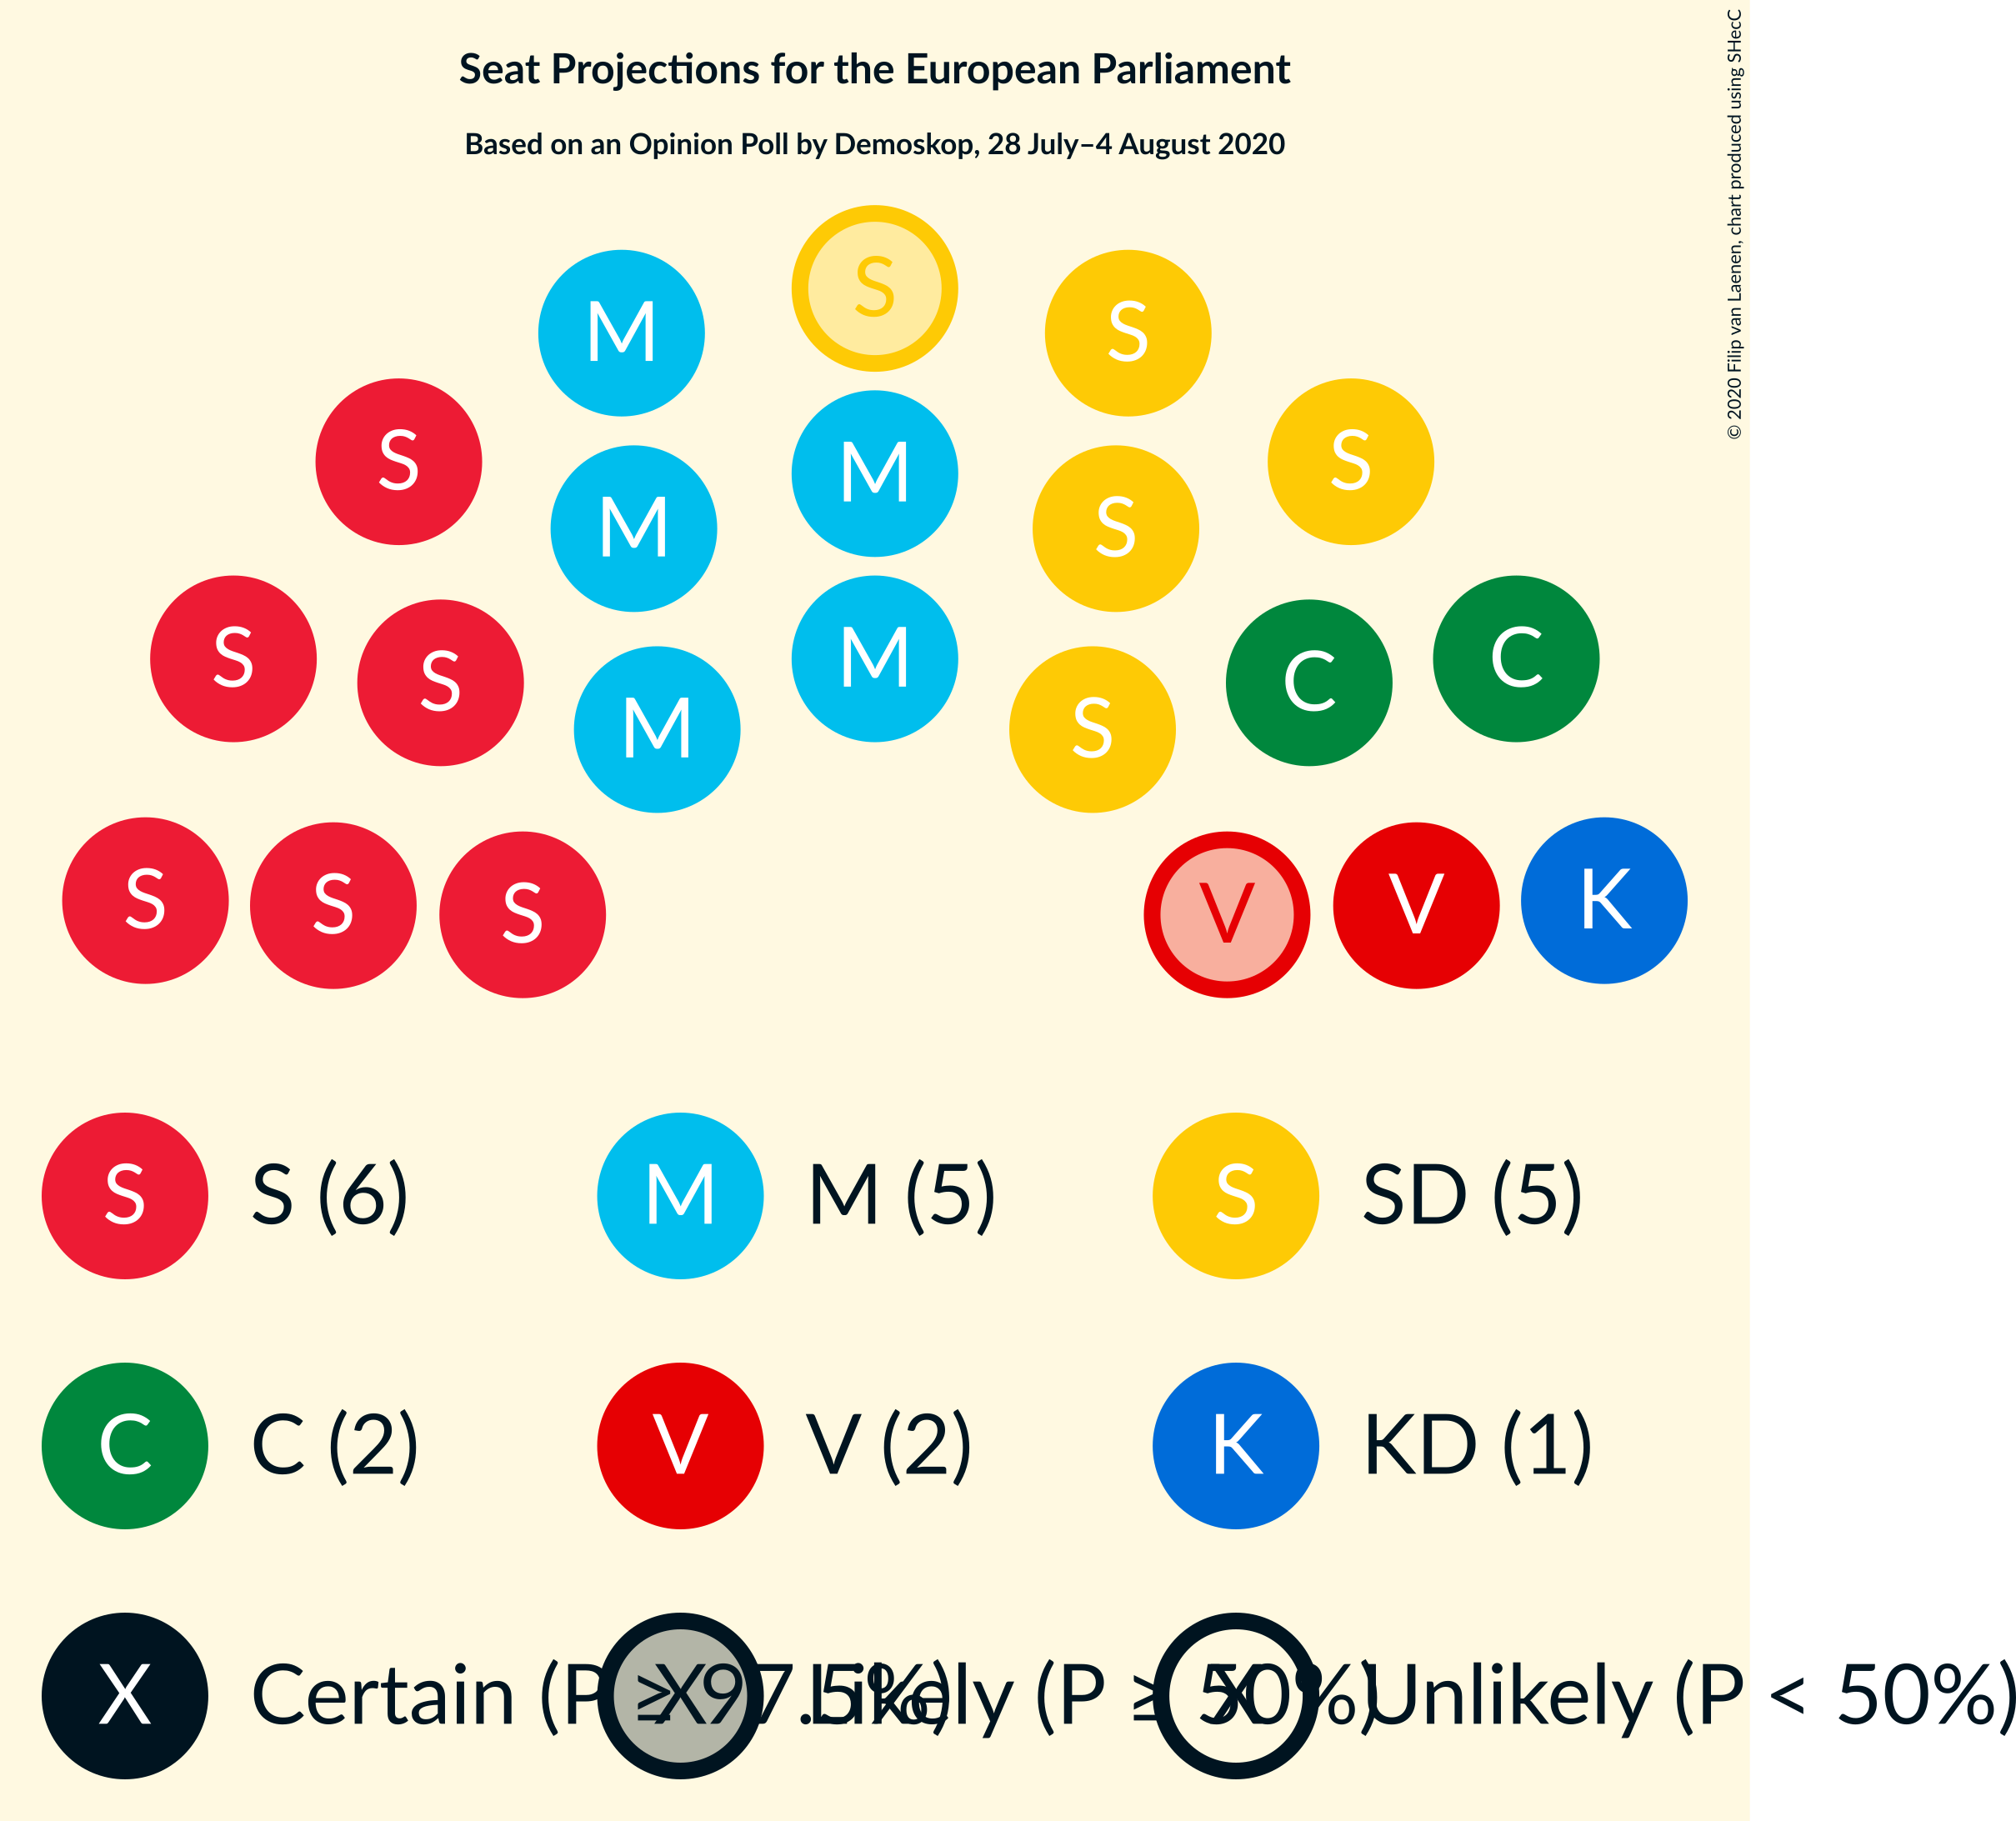 Seat Projections for the European Parliament
Based on an Opinion Poll by Demoskop, 28 July–4 August 2020
© 2020 Filip van Laenen, chart produced using SHecC
S
M S
S S
M M
S S
M M
S C
S C
M S
S K
S V
S V
S S (6) M M (5) S SD (5)
C C (2) V V (2) K KD (1)
X Certain (P ≥ 97.5%) X Likely (P ≥ 50%) X Unlikely (P < 50%)